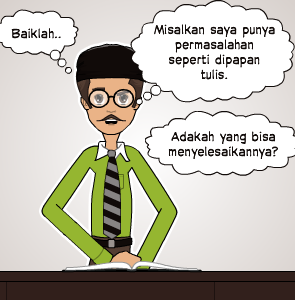 Baiklah..
Misalkan saya punya
permasalahan
seperti dipapan
tulis.
Adakah yang bisa
menyelesaikannya?